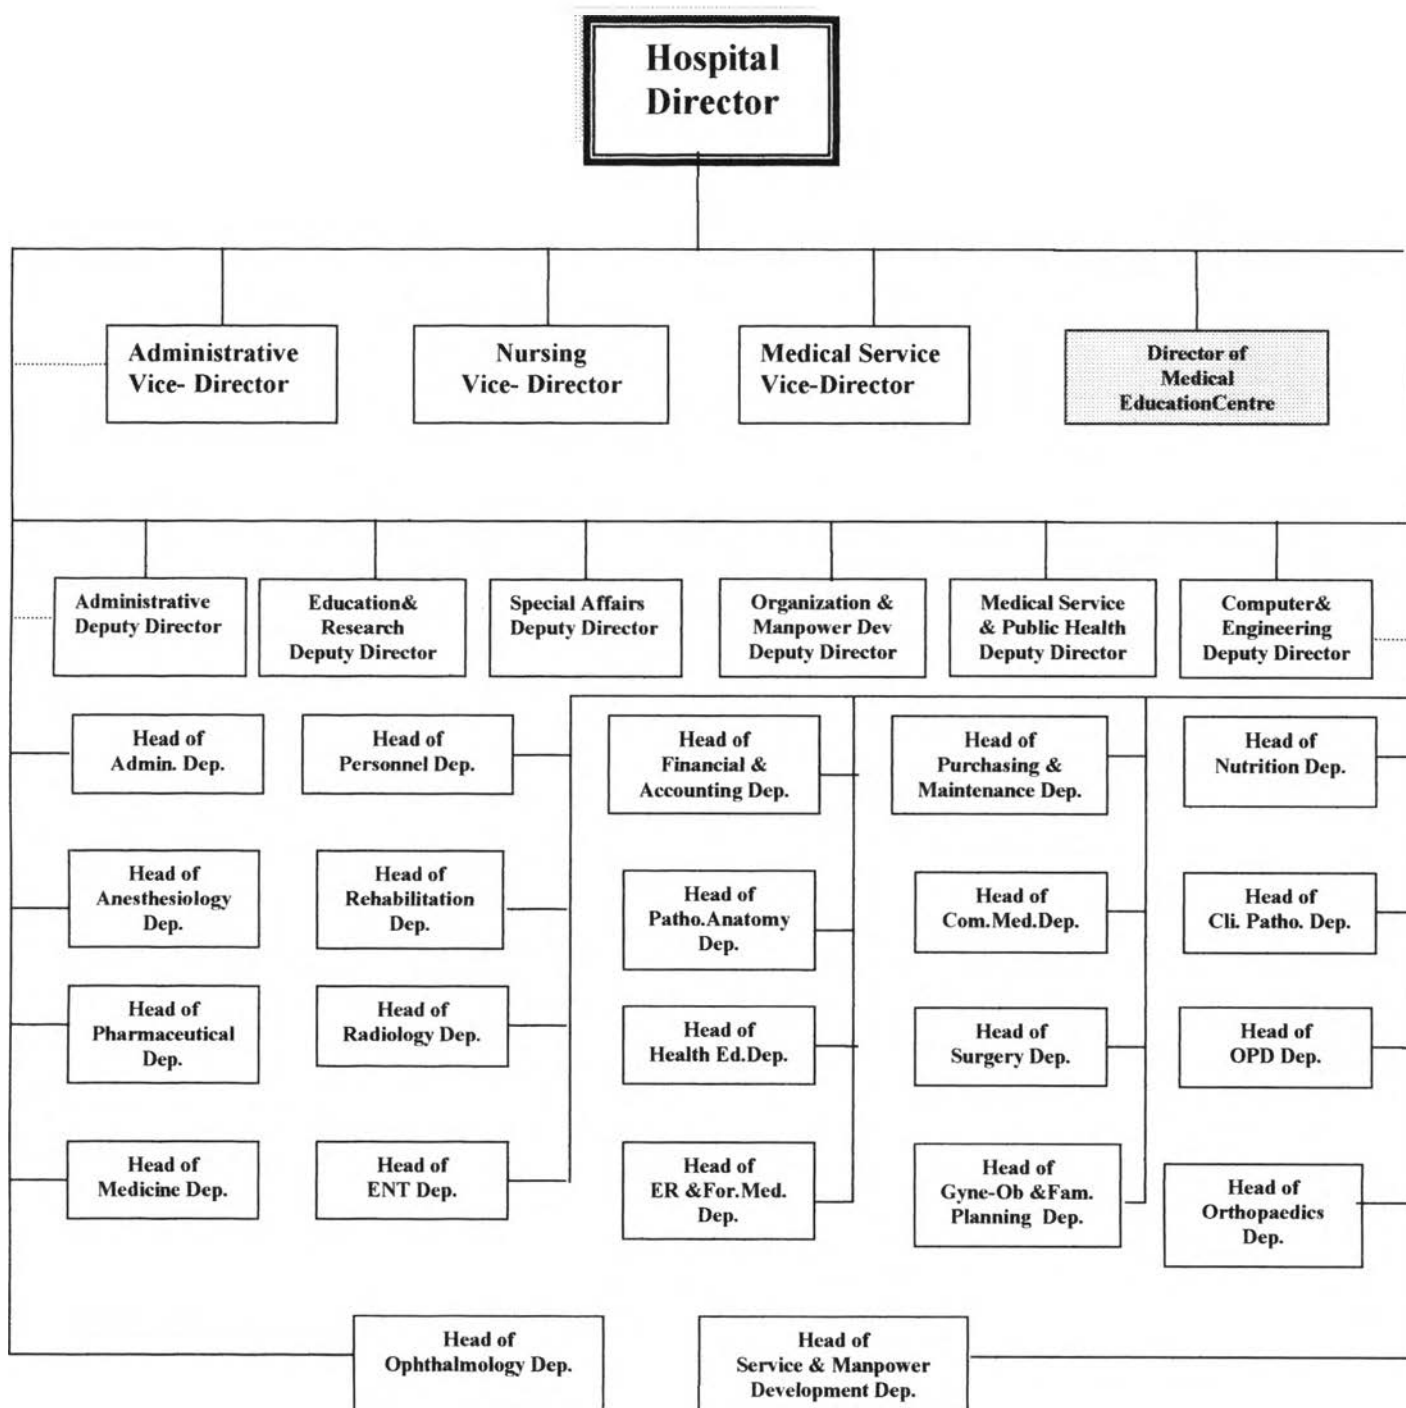 Hospital
Director
Administrative
Vice- Director
Nursing
Vice- Director
Medical Service
Vice-Director
Director of
Medical
EducationCentre
Administrative
Deputy Director
Education&
Research
Deputy Director
Special Affairs
Deputy Director
Organization &
Manpower Dev
Deputy Director
Medical Service
& Public Health
Deputy Director
Computer&
Engineering
Deputy Director
Head of
Admin. Dep.
Head of
Personnel Dep.
Head of
Financial &
Accounting Dep.
Head of
Purchasing &
Maintenance Dep.
Head of
Nutrition Dep.
Head of
Anesthesiology
Dep.
Head of
Rehabilitation
Dep.
Head of
Patho.Anatomy
Dep.
Head of
Com.Med.Dep.
Head of
Cli. Patho. Dep.
Head of
Pharmaceutical
Dep.
Head of
Radiology Dep.
Head of
Health Ed.Dep.
Head of
Surgery Dep.
Head of
OPD Dep.
Head of
Medicine Dep.
Head of
ENT Dep.
Head of
ER &For.Med.
Dep.
Head of
Gyne-Ob &Fam.
Planning Dep.
Head of
Orthopaedics
Dep.
Head of
Ophthalmology Dep.
Head of
Service & Manpower
Development Dep.